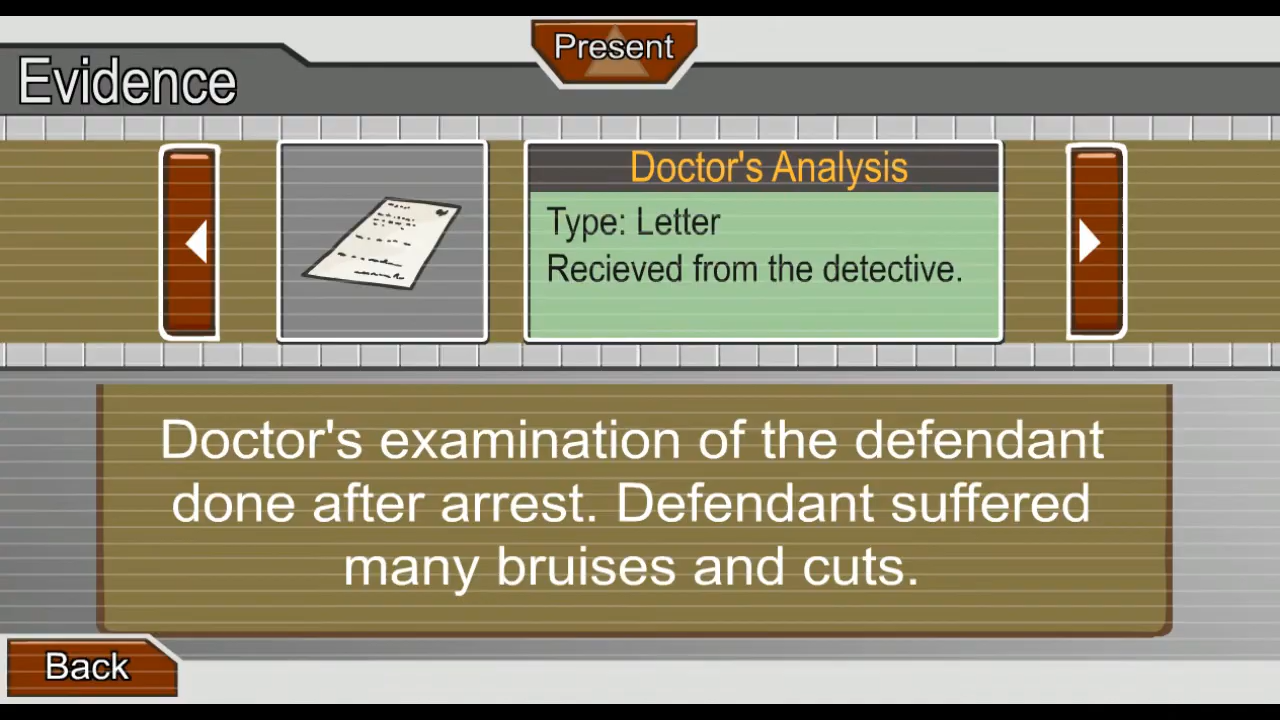 Present
Evidence
Doctor's Analysis
Type: Letter
Recieved from the detective.
Doctor's examination of the defendant
done after arrest. Defendant suffered
many bruises and cuts.
Back